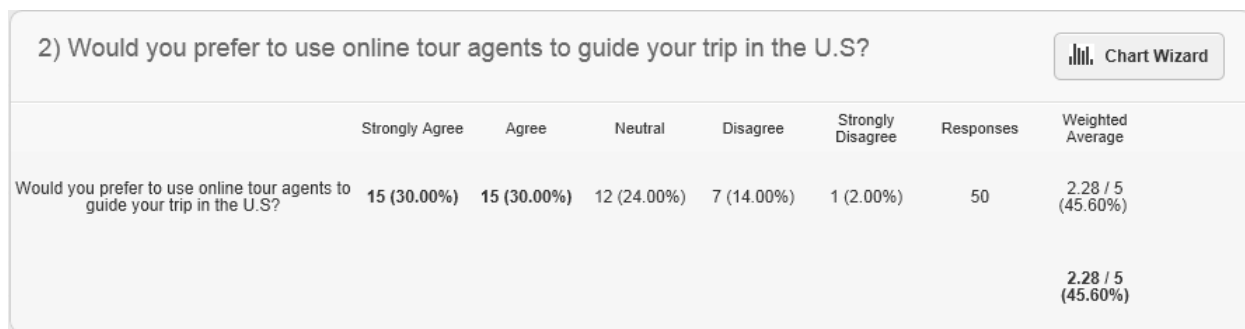 2) Would you prefer to use online tour agents to guide your trip in the U.S?
Chart Wizard
Strongly Agree Agree Neutral Disagree Strongly Disagree Responses Weighted Average
Would you prefer to use online tour agents to
guide your trip in the U.S?
15 (30.00%) 15 (30.00%) 12 (24.00%) 7 (14.00%) 1 (2.00%) 50 2.28 / 5
(45.60%)
2.28 / 5
(45.60%)